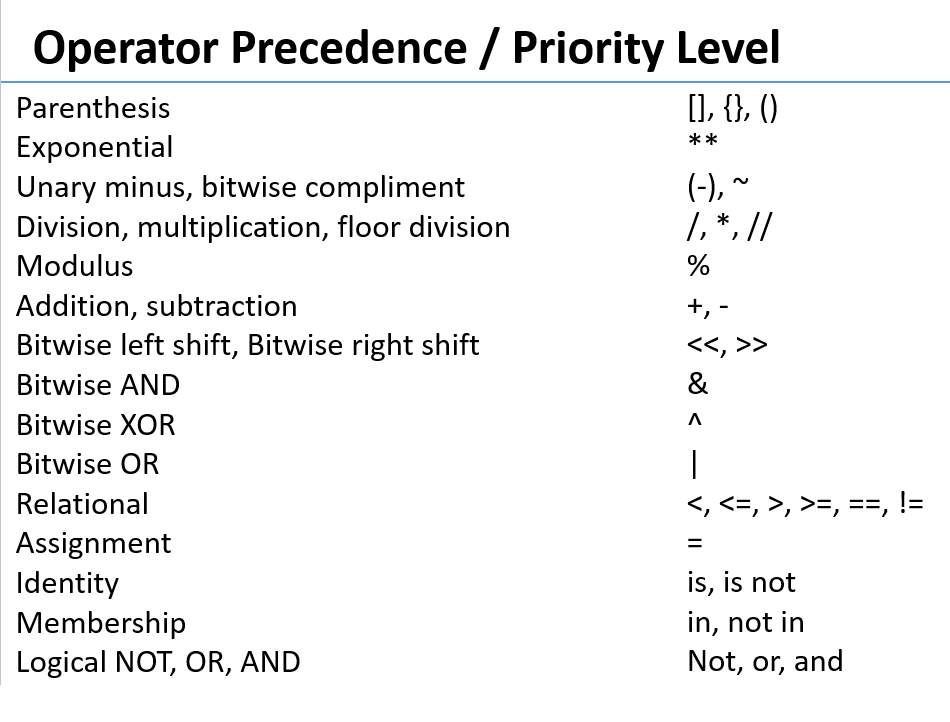 Operator Precedence / Priority Level
Parenthesis [], {}, ()
Exponential **
Unary minus, bitwise compliment (-), ~
Division, multiplication, floor division /, *, //
Modulus %
Addition, subtraction +, -
Bitwise left shift, Bitwise right shift <<, >>
Bitwise AND &
Bitwise XOR ^
Bitwise OR |
Relational <, <=, >, >=, ==, !=
Assignment =
Identity is, is not
Membership in, not in
Logical NOT, OR, AND Not, or, and